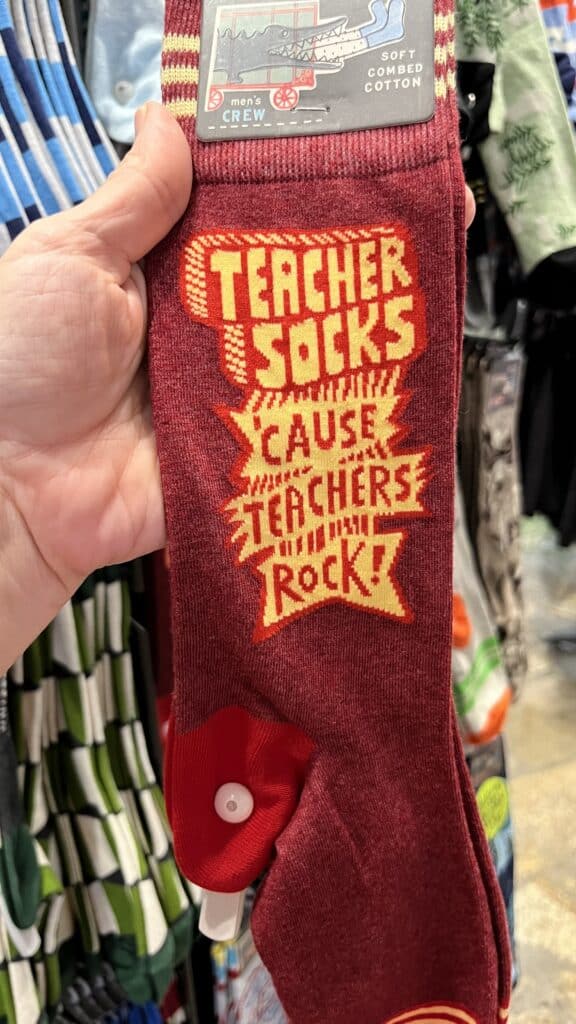 SOFT
COMBED
COTTON
men's
CREW
TEACHER
SOCKS
'CAUSE
TEACHERS
ROCK!